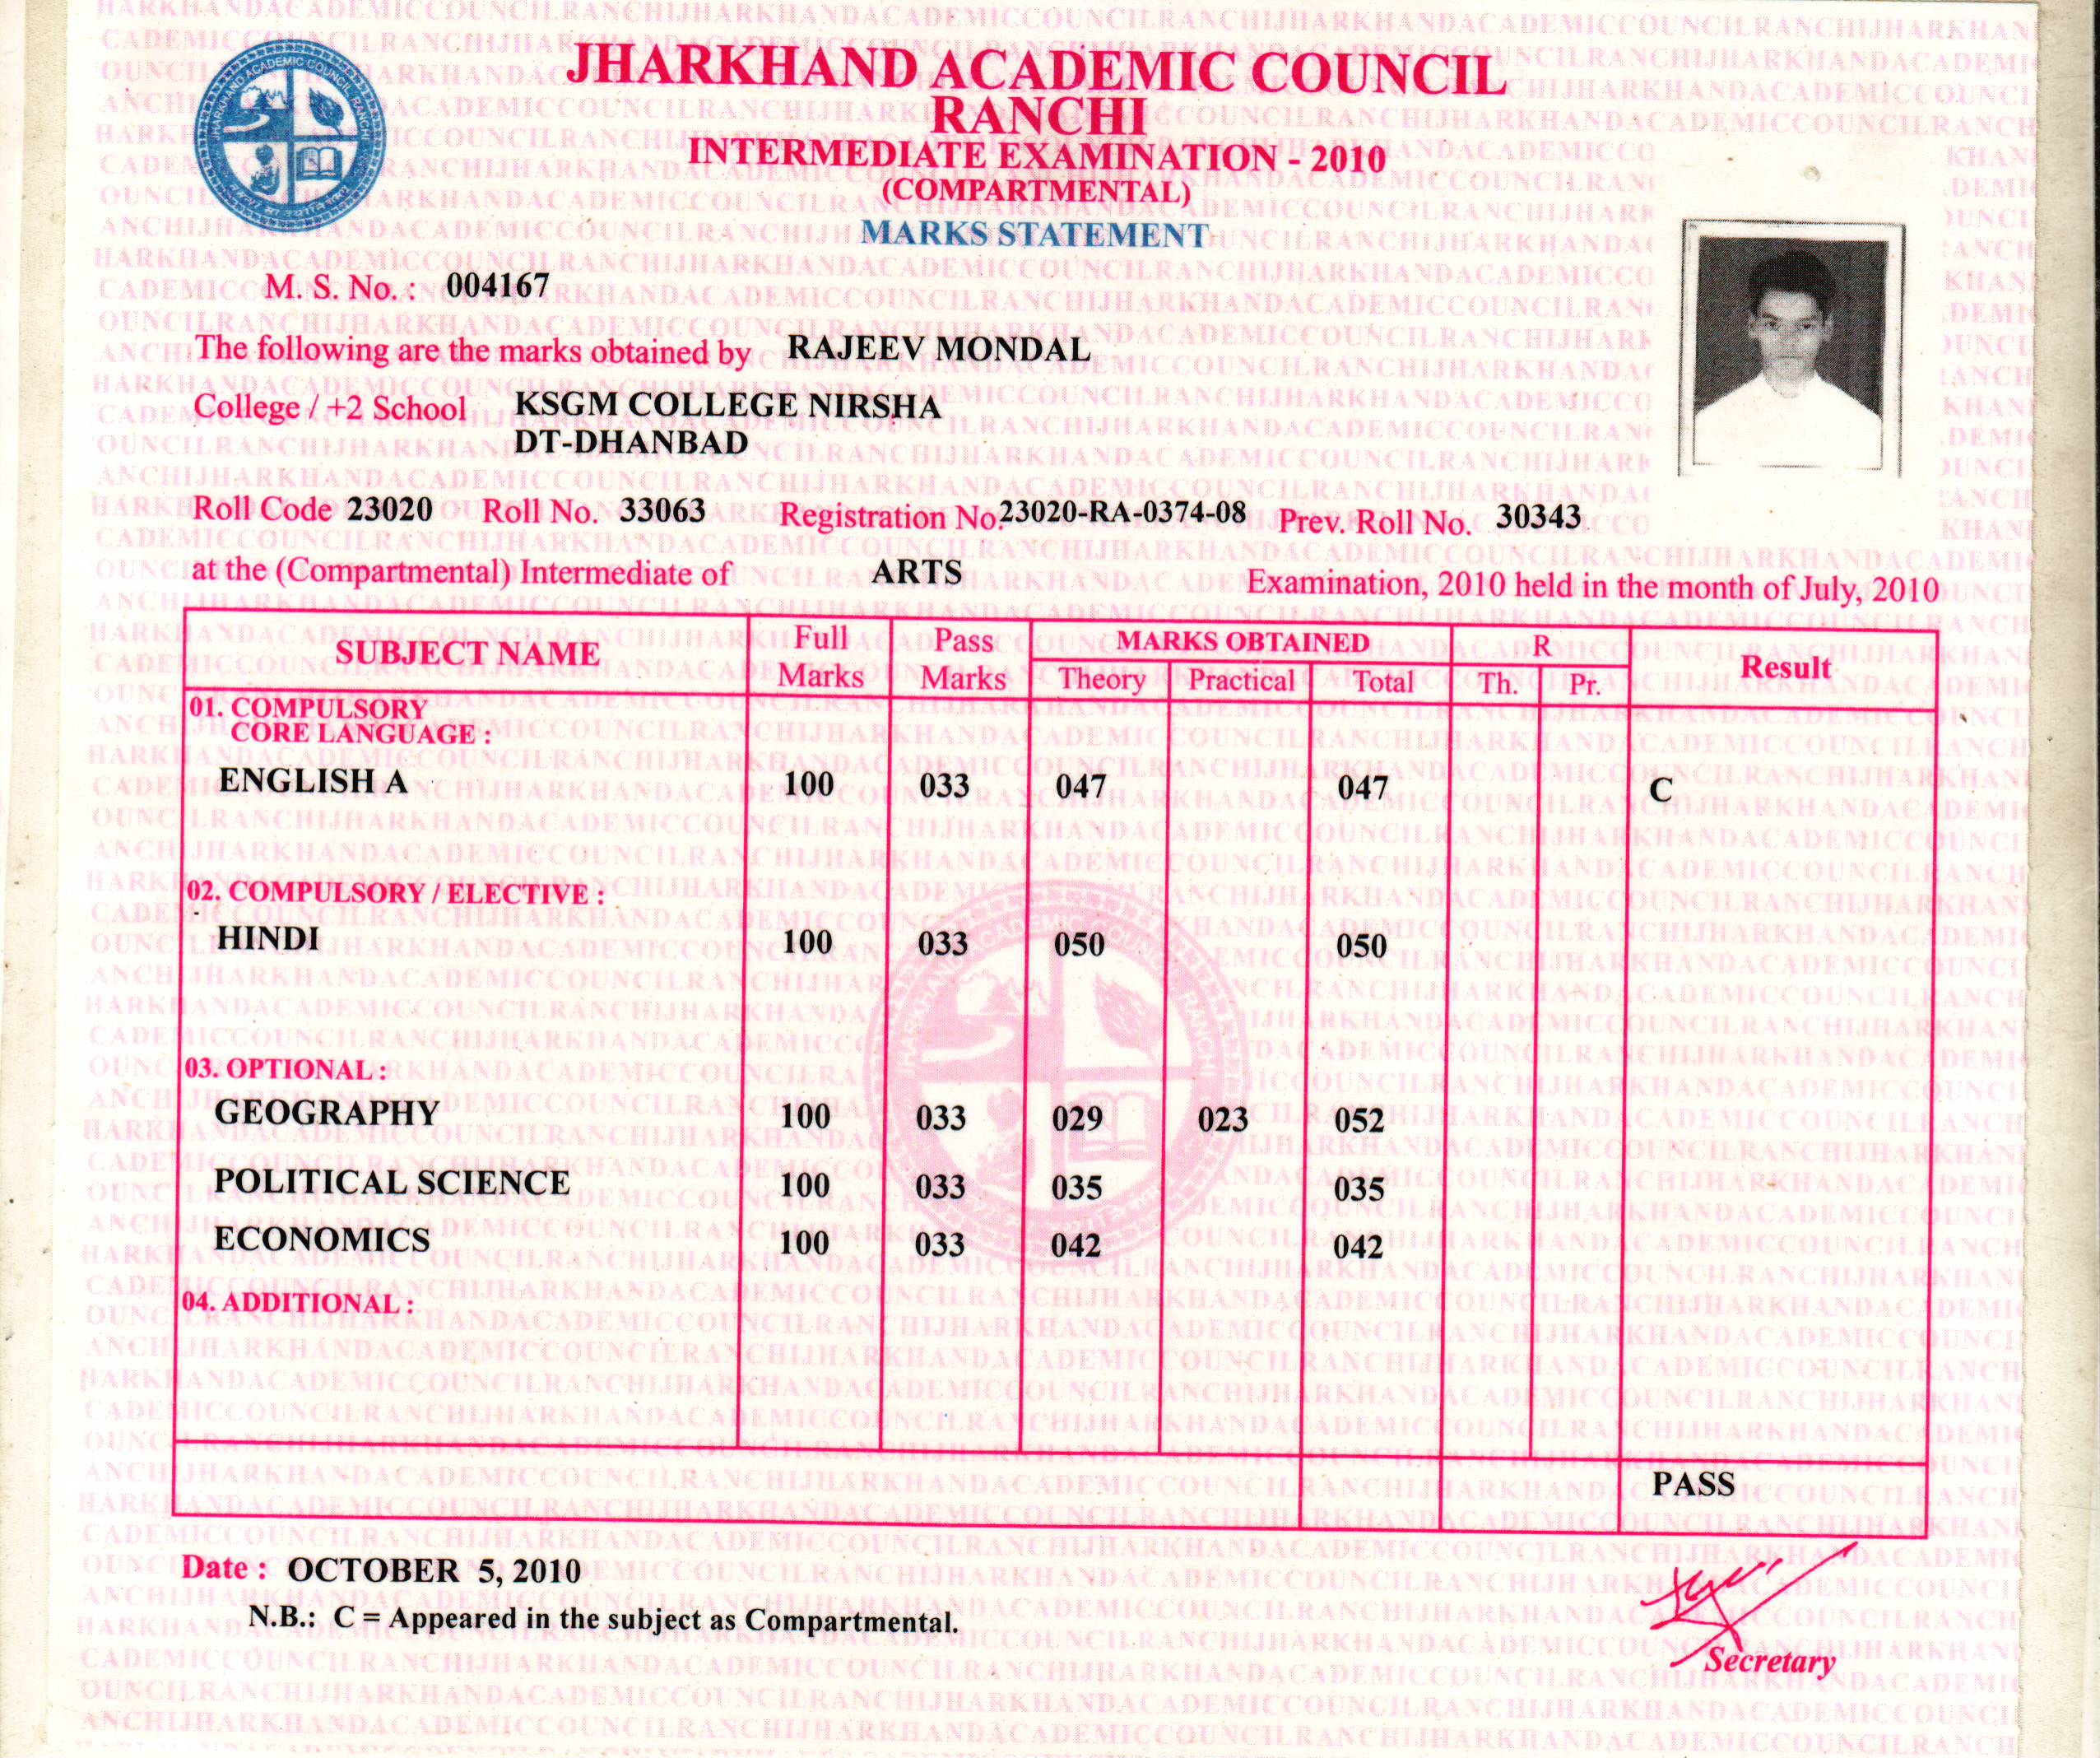 JHARKHAND ACADEMIC COUNCIL
RANCHI
INTERMEDIATE EXAMINATION - 2010
(COMPARTMENTAL)
MARKS STATEMENT
JHARKHAND ACADEMIC COUNCIL RANCHI
M. S. No. : 004167
The following are the marks obtained by RAJEEV MONDAL
College / +2 School KSGM COLLEGE NIRSHA
DT-DHANBAD
Roll Code 23020 Roll No. 33063 Registration No. 23020-RA-0374-08 Prev. Roll No. 30343
at the (Compartmental) Intermediate of ARTS Examination, 2010 held in the month of July, 2010
SUBJECT NAME Full Marks Pass Marks MARKS OBTAINED R Result
Theory Practical Total Th. Pr.
01. COMPULSORY
CORE LANGUAGE :
ENGLISH A 100 033 047 047 C
02. COMPULSORY / ELECTIVE :
HINDI 100 033 050 050
03. OPTIONAL :
GEOGRAPHY 100 033 029 023 052
POLITICAL SCIENCE 100 033 035 035
ECONOMICS 100 033 042 042
04. ADDITIONAL :
PASS
Date : OCTOBER 5, 2010
N.B.: C = Appeared in the subject as Compartmental.
Secretary